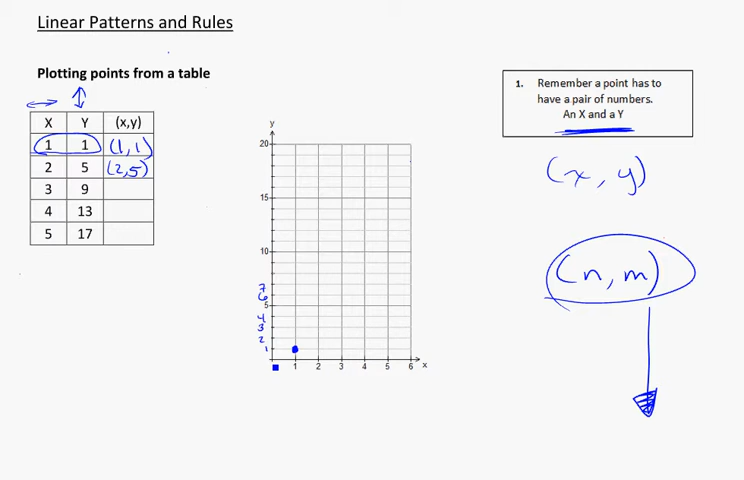 Linear Patterns and Rules
Plotting points from a table
1. Remember a point has to
have a pair of numbers.
An X and a Y
X Y (x,y)
1 1 (1,1)
2 5 (2,5)
3 9
4 13
5 17
y
20
15
10
7
6
5
4
3
2
1
1 2 3 4 5 6 x
(x, y)
(n, m)